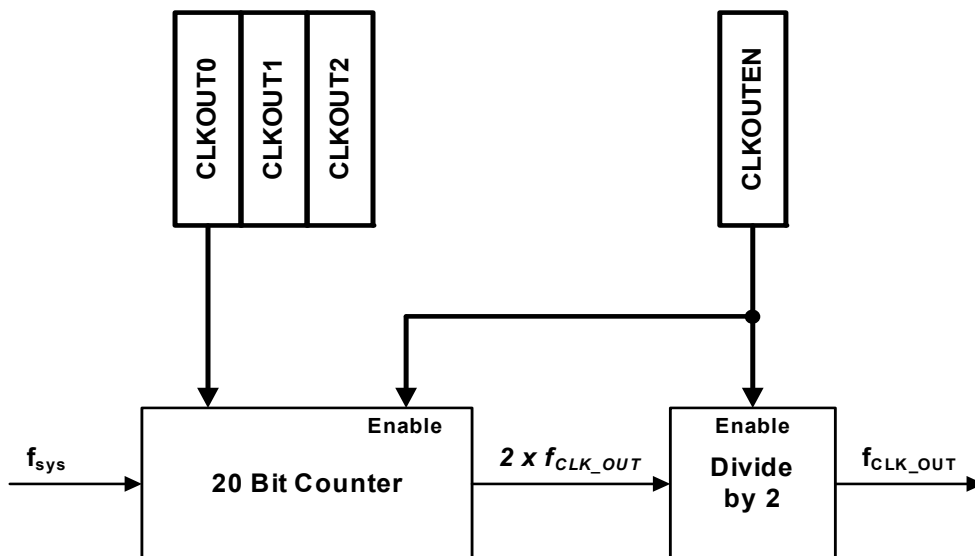 CLKOUT0
CLKOUT1
CLKOUT2
CLKOUTEN
Enable
Enable
fsys
20 Bit Counter
2 x fCLK_OUT
Divide
by 2
fCLK_OUT